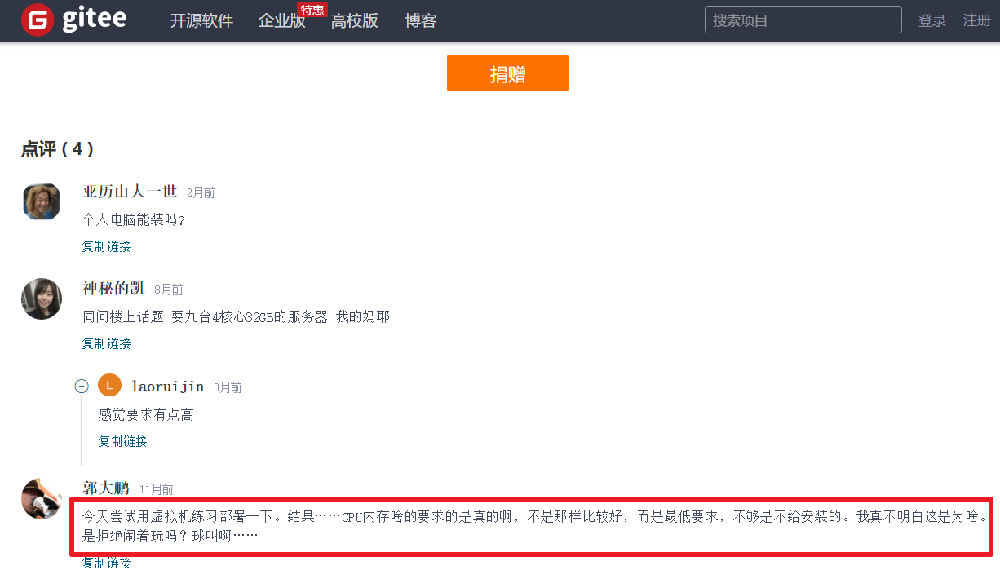 gitee 开源软件 企业版 特惠 高校版 博客 搜索项目 登录 注册
捐赠
点评 ( 4 )
亚历山大一世 2月前
个人电脑能装吗?
复制链接
神秘的凯 8月前
同问楼上话题 要九台4核心32GB的服务器 我的妈耶
复制链接
L laoruijin 3月前
感觉要求有点高
复制链接
郭大鹏 11月前
今天尝试用虚拟机练习部署一下。结果……CPU内存啥的要求的是真的啊，不是那样比较好，而是最低要求，不够是不给安装的。我真不明白这是为啥。
是拒绝闹着玩吗？球叫啊……
复制链接